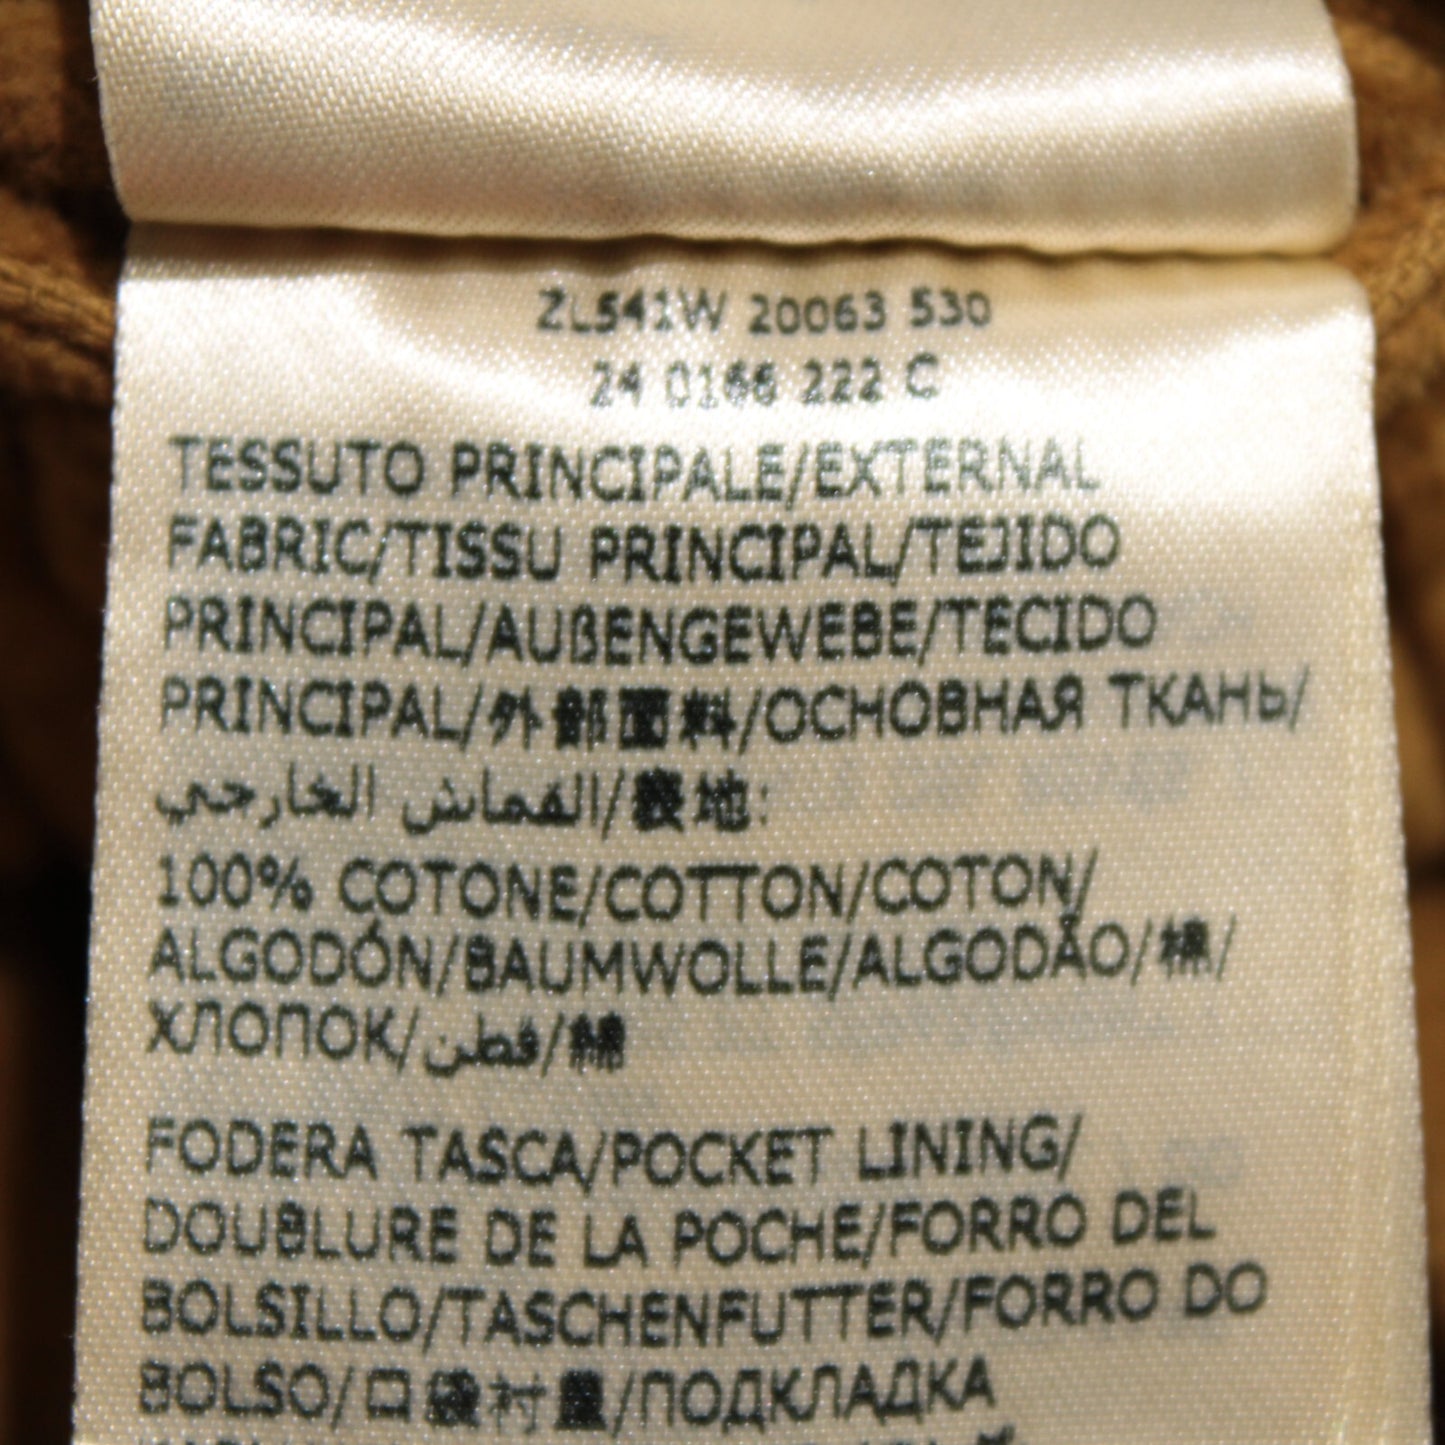 ZL541W 20063 530
24 0166 222 C
TESSUTO PRINCIPALE/EXTERNAL
FABRIC/TISSU PRINCIPAL/TEJIDO
PRINCIPAL/AUßENGEWEBE/TECIDO
PRINCIPAL/外部面料/ОСНОВНАЯ ТКАНЬ/
القماش الخارجي/表地:
100% COTONE/COTTON/COTON/
ALGODÓN/BAUMWOLLE/ALGODÃO/棉/
ХЛОПОК/قطن/綿
FODERA TASCA/POCKET LINING/
DOUBLURE DE LA POCHE/FORRO DEL
BOLSILLO/TASCHENFUTTER/FORRO DO
BOLSO/口袋衬里/ПОДКЛАДКА